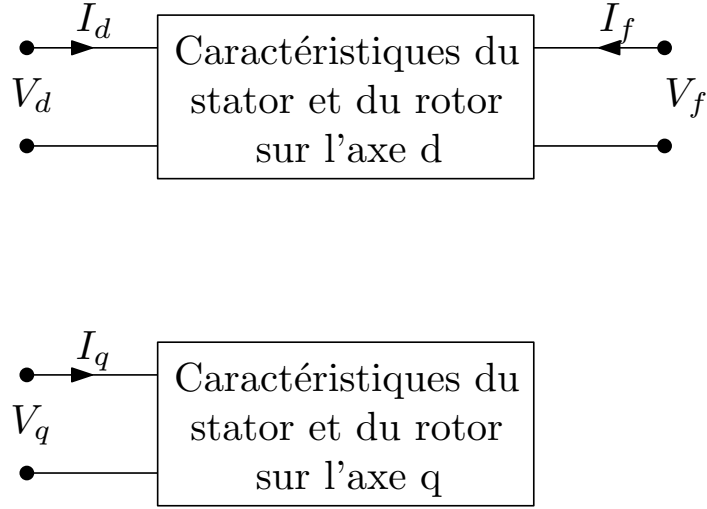 I_d
I_f
V_d
Caractéristiques du
stator et du rotor
sur l'axe d
V_f
I_q
V_q
Caractéristiques du
stator et du rotor
sur l'axe q